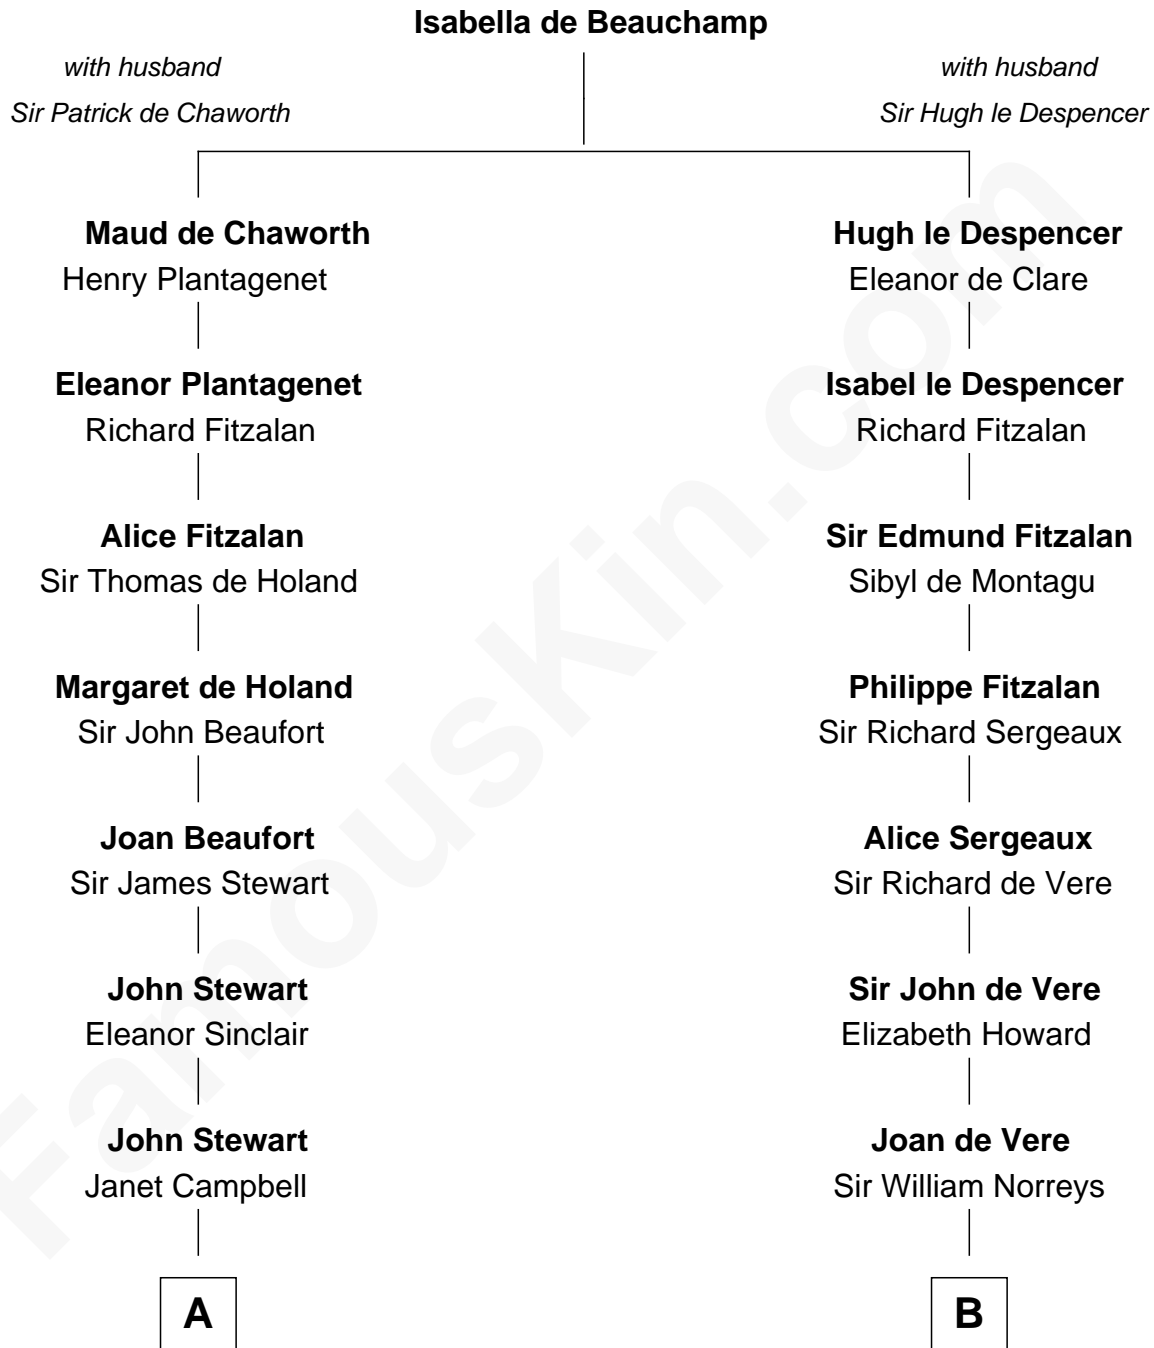 Isabella de Beauchamp
with husband
Sir Patrick de Chaworth
with husband
Sir Hugh le Despencer
Maud de Chaworth
Henry Plantagenet
Hugh le Despencer
Eleanor de Clare
Eleanor Plantagenet
Richard Fitzalan
Isabel le Despencer
Richard Fitzalan
Alice Fitzalan
Sir Thomas de Holand
Sir Edmund Fitzalan
Sibyl de Montagu
Margaret de Holand
Sir John Beaufort
Philippe Fitzalan
Sir Richard Sergeaux
Joan Beaufort
Sir James Stewart
Alice Sergeaux
Sir Richard de Vere
John Stewart
Eleanor Sinclair
Sir John de Vere
Elizabeth Howard
John Stewart
Janet Campbell
Joan de Vere
Sir William Norreys
A
B
FamousKin.com